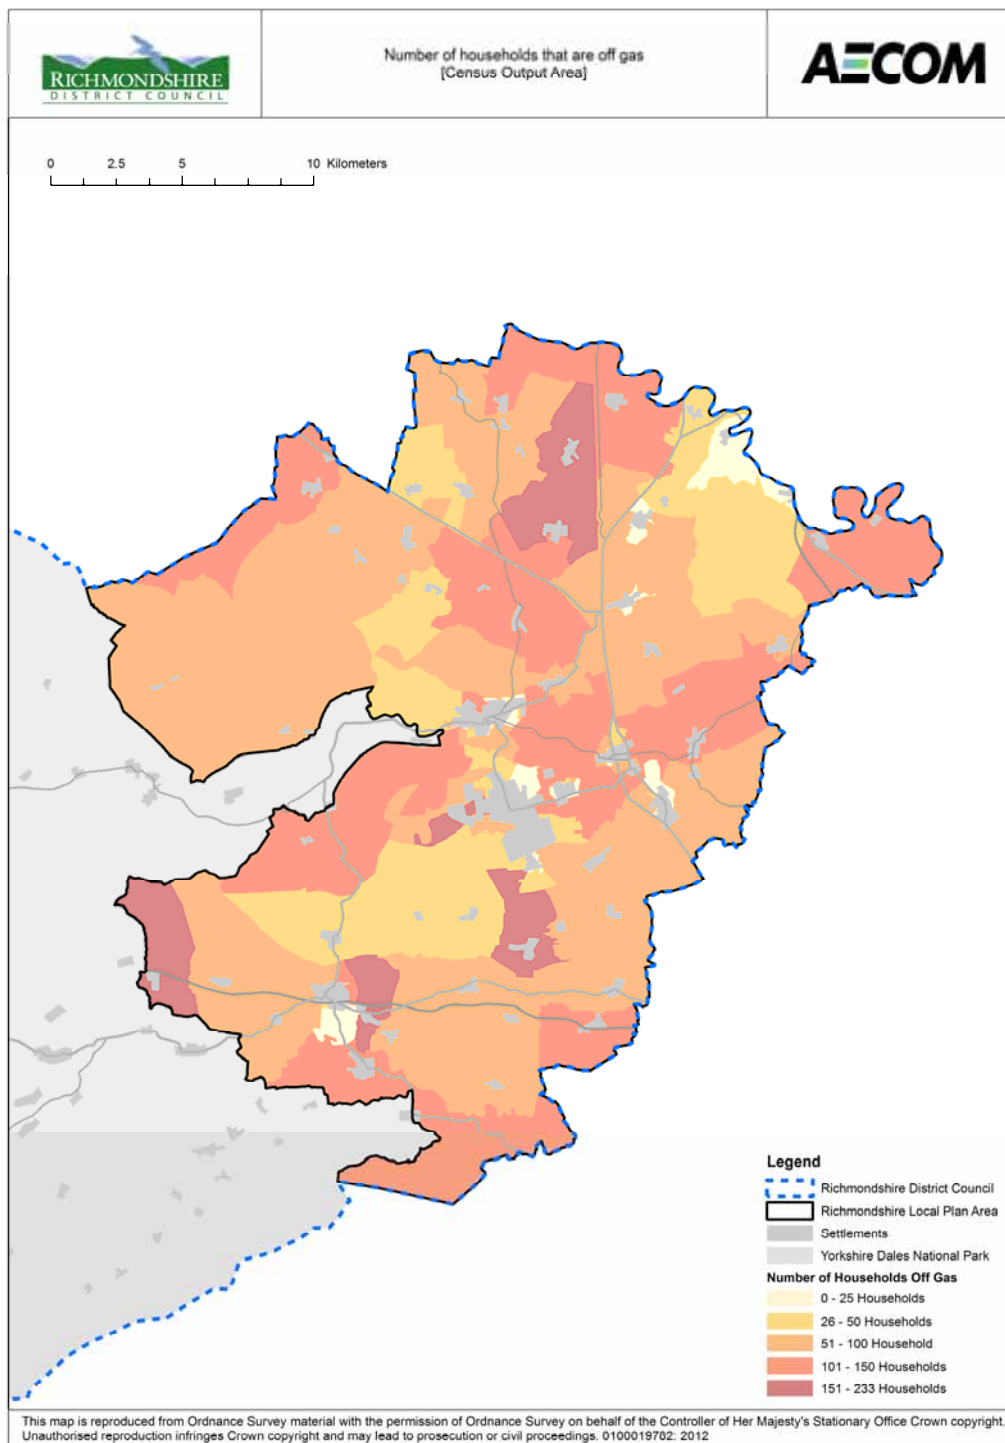 RICHMONDSHIRE
DISTRICT COUNCIL
Number of households that are off gas
[Census Output Area]
AECOM
0 2.5 5 10 Kilometers
Legend
Richmondshire District Council
Richmondshire Local Plan Area
Settlements
Yorkshire Dales National Park
Number of Households Off Gas
0 - 25 Households
26 - 50 Households
51 - 100 Household
101 - 150 Households
151 - 233 Households
This map is reproduced from Ordnance Survey material with the permission of Ordnance Survey on behalf of the Controller of Her Majesty's Stationary Office Crown copyright.
Unauthorised reproduction infringes Crown copyright and may lead to prosecution or civil proceedings. 0100019782: 2012